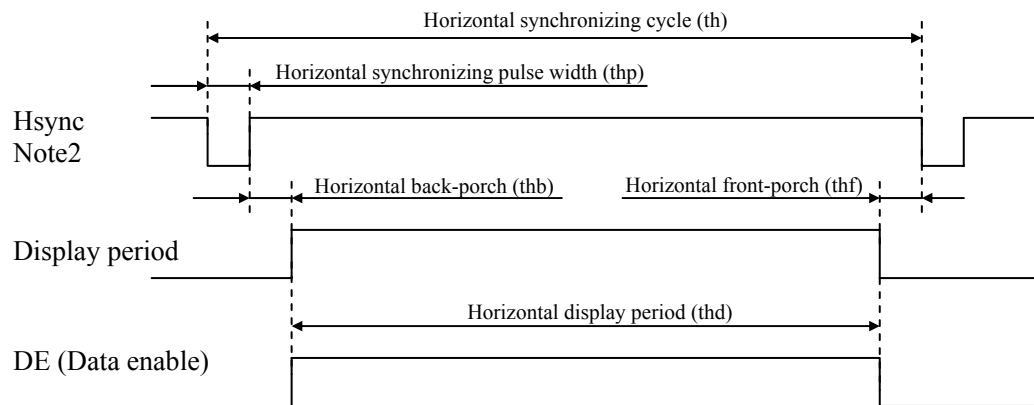 Horizontal synchronizing cycle (th)
Horizontal synchronizing pulse width (thp)
Hsync
Note2
Horizontal back-porch (thb)
Horizontal front-porch (thf)
Display period
Horizontal display period (thd)
DE (Data enable)